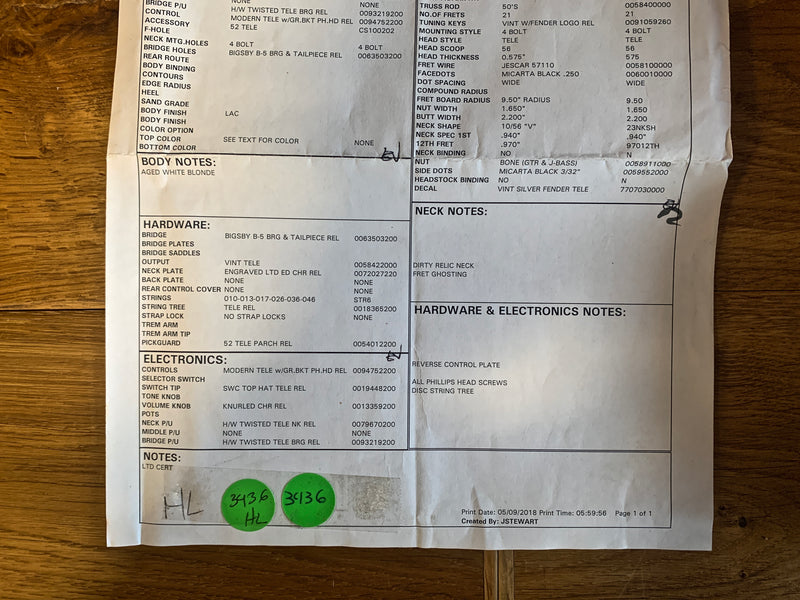 BRIDGE P/U NONE NONE
CONTROL H/W TWISTED TELE BRG REL 0093219200
ACCESSORY MODERN TELE w/GR.BKT PH.HD REL 0094752200
F-HOLE 52 TELE CS100202
NECK MTG.HOLES
BRIDGE HOLES 4 BOLT 4 BOLT
REAR ROUTE BIGSBY B-5 BRG & TAILPIECE REL 0063503200
BODY BINDING
CONTOURS
EDGE RADIUS
HEEL
SAND GRADE
BODY FINISH LAC
BODY FINISH
COLOR OPTION
TOP COLOR SEE TEXT FOR COLOR NONE
BOTTOM COLOR
BODY NOTES:
AGED WHITE BLONDE
HARDWARE:
BRIDGE BIGSBY B-5 BRG & TAILPIECE REL 0063503200
BRIDGE PLATES
BRIDGE SADDLES
OUTPUT VINT TELE 0058422000
NECK PLATE ENGRAVED LTD ED CHR REL 0072027220
BACK PLATE NONE NONE
REAR CONTROL COVER NONE NONE
STRINGS 010-013-017-026-036-046 STR6
STRING TREE TELE REL 0018365200
STRAP LOCK NO STRAP LOCKS NONE
TREM ARM
TREM ARM TIP
PICKGUARD 52 TELE PARCH REL 0054012200
ELECTRONICS:
CONTROLS MODERN TELE w/GR.BKT PH.HD REL 0094752200
SELECTOR SWITCH
SWITCH TIP SWC TOP HAT TELE REL 0019448200
TONE KNOB
VOLUME KNOB KNURLED CHR REL 0013359200
POTS
NECK P/U H/W TWISTED TELE NK REL 0079670200
MIDDLE P/U NONE NONE
BRIDGE P/U H/W TWISTED TELE BRG REL 0093219200
NOTES:
LTD CERT
HL
3436
HL
3436
TRUSS ROD 50'S 0058400000
NO.OF FRETS 21 21
TUNING KEYS VINT W/FENDER LOGO REL 0091059260
MOUNTING STYLE 4 BOLT 4 BOLT
HEAD STYLE TELE TELE
HEAD SCOOP 56 56
HEAD THICKNESS 0.575" 575
FRET WIRE JESCAR 57110 0058100000
FACEDOTS MICARTA BLACK .250 0060010000
DOT SPACING WIDE WIDE
COMPOUND RADIUS
FRET BOARD RADIUS 9.50" RADIUS 9.50
NUT WIDTH 1.650" 1.650
BUTT WIDTH 2.200" 2.200
NECK SHAPE 10/56 "V" 23NKSH
NECK SPEC 1ST .940" .940"
12TH FRET .970" 97012TH
NECK BINDING NO N
NUT BONE (GTR & J-BASS) 0058911000
SIDE DOTS MICARTA BLACK 3/32" 0059552000
HEADSTOCK BINDING NO N
DECAL VINT SILVER FENDER TELE 7707030000
NECK NOTES:
DIRTY RELIC NECK
FRET GHOSTING
HARDWARE & ELECTRONICS NOTES:
REVERSE CONTROL PLATE
ALL PHILLIPS HEAD SCREWS
DISC STRING TREE
Print Date: 05/09/2018 Print Time: 05:59:56 Page 1 of 1
Created By: JSTEWART